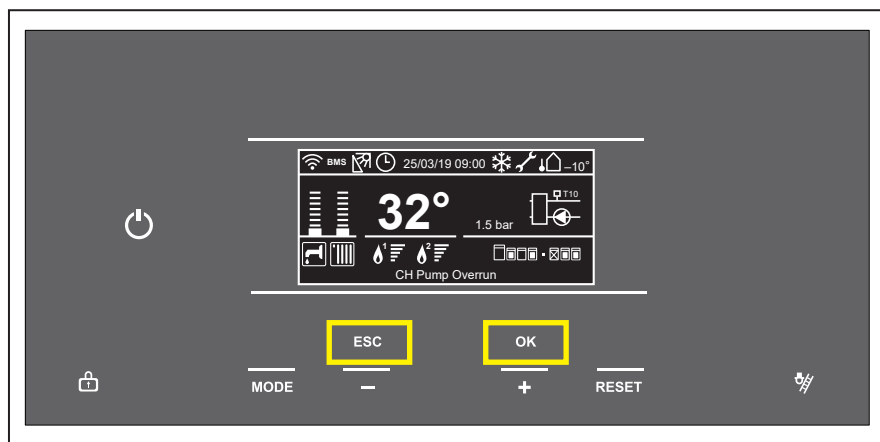 BMS 25/03/19 09:00 –10°
32° 1.5 bar T10
1 2
CH Pump Overrun
ESC OK
MODE – + RESET